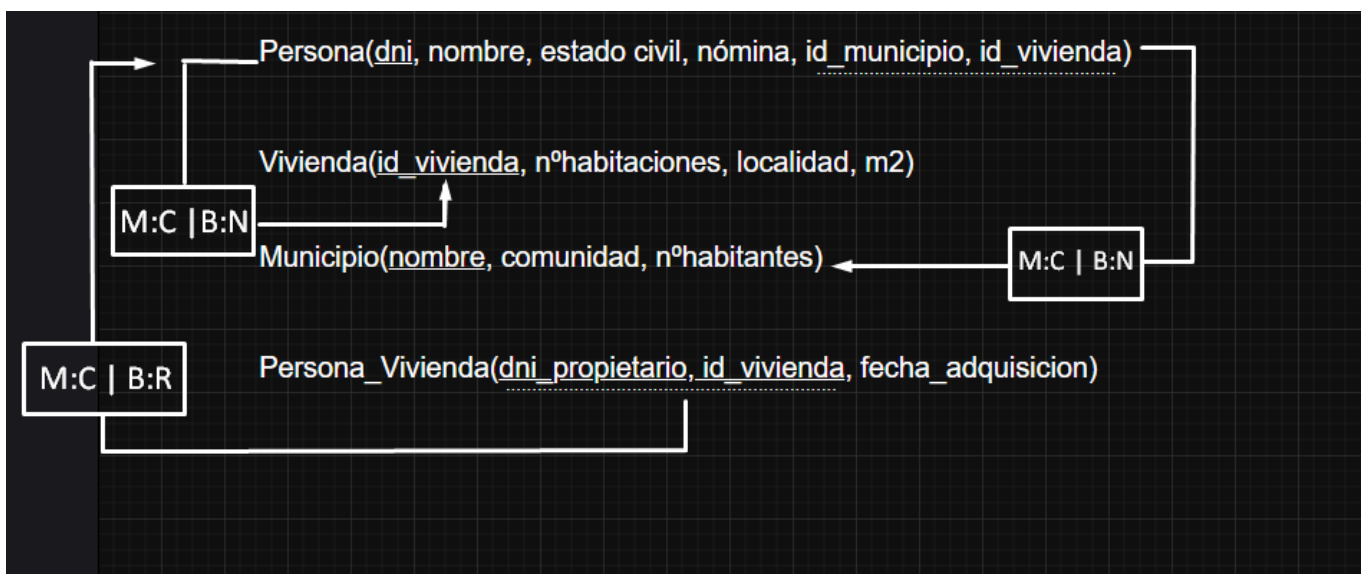 Persona(dni, nombre, estado civil, nómina, id_municipio, id_vivienda)
Vivienda(id_vivienda, nºhabitaciones, localidad, m2)
M:C | B:N
Municipio(nombre, comunidad, nºhabitantes)
M:C | B:N
M:C | B:R
Persona_Vivienda(dni_propietario, id_vivienda, fecha_adquisicion)